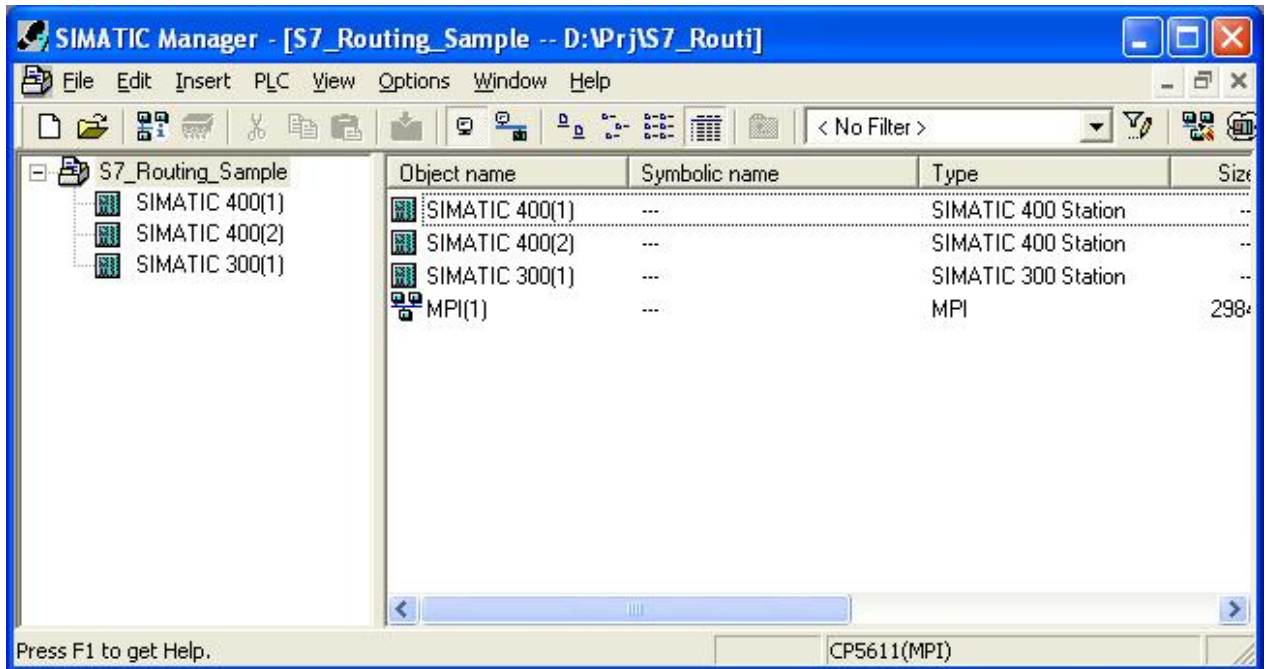 SIMATIC Manager - [S7_Routing_Sample -- D:\Prj\S7_Routi]
File Edit Insert PLC View Options Window Help
< No Filter >
S7_Routing_Sample
SIMATIC 400(1)
SIMATIC 400(2)
SIMATIC 300(1)
Object name Symbolic name Type Size
SIMATIC 400(1) --- SIMATIC 400 Station --
SIMATIC 400(2) --- SIMATIC 400 Station --
SIMATIC 300(1) --- SIMATIC 300 Station --
MPI(1) --- MPI 2984
Press F1 to get Help. CP5611(MPI)